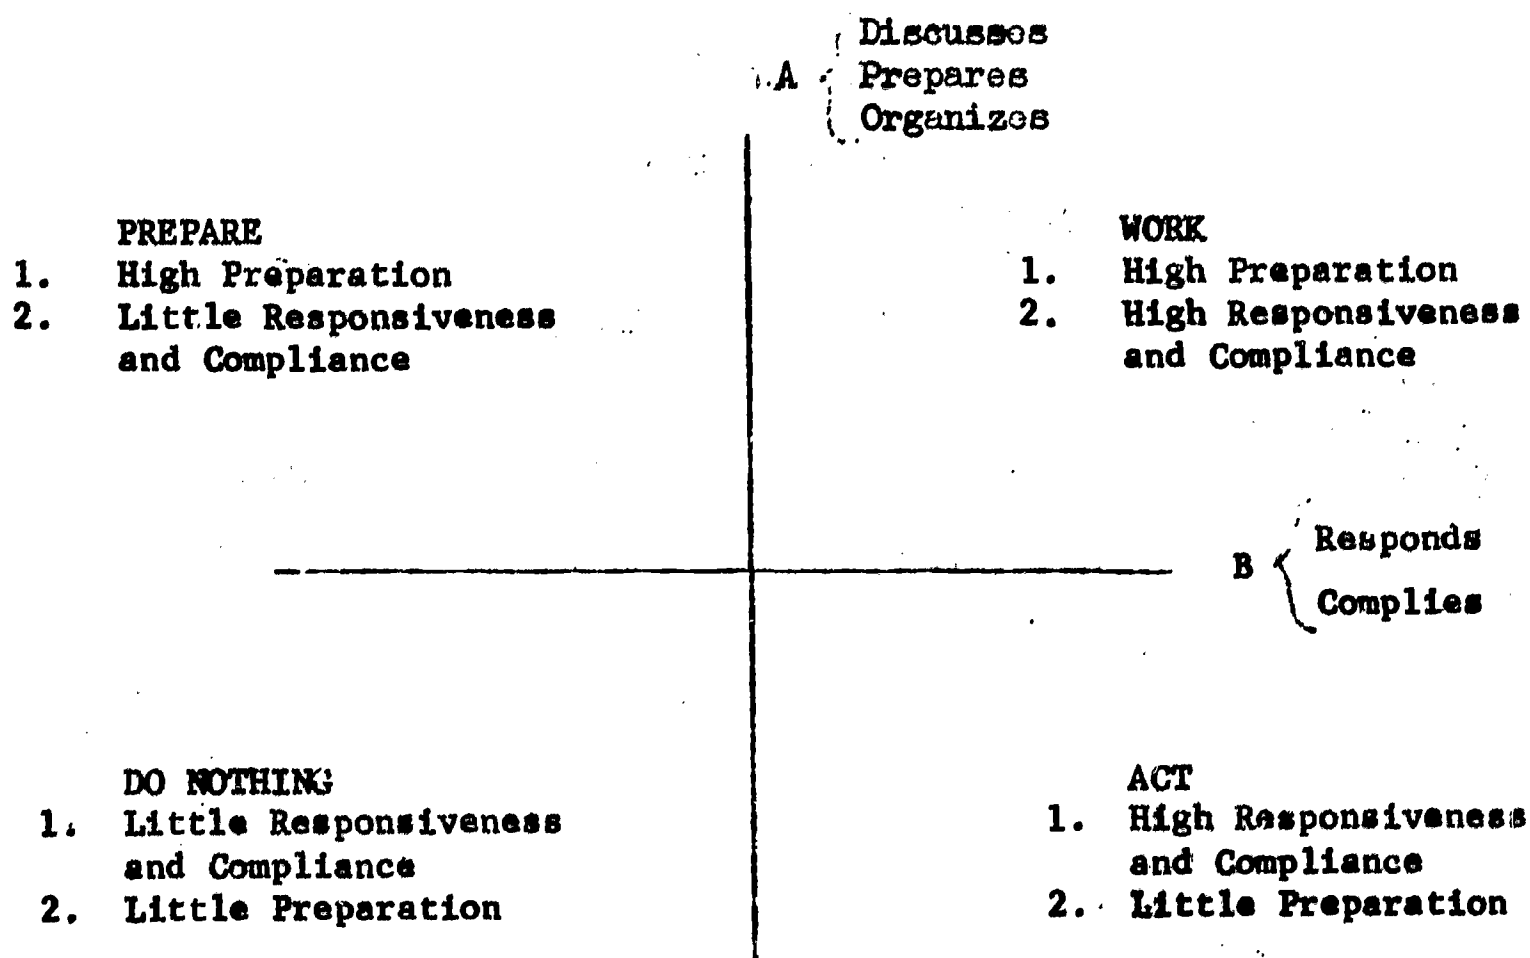 Discusses
A Prepares
Organizes
PREPARE
1. High Preparation
2. Little Responsiveness
and Compliance
WORK
1. High Preparation
2. High Responsiveness
and Compliance
B
Responds
Complies
DO NOTHING
1. Little Responsiveness
and Compliance
2. Little Preparation
ACT
1. High Responsiveness
and Compliance
2. Little Preparation